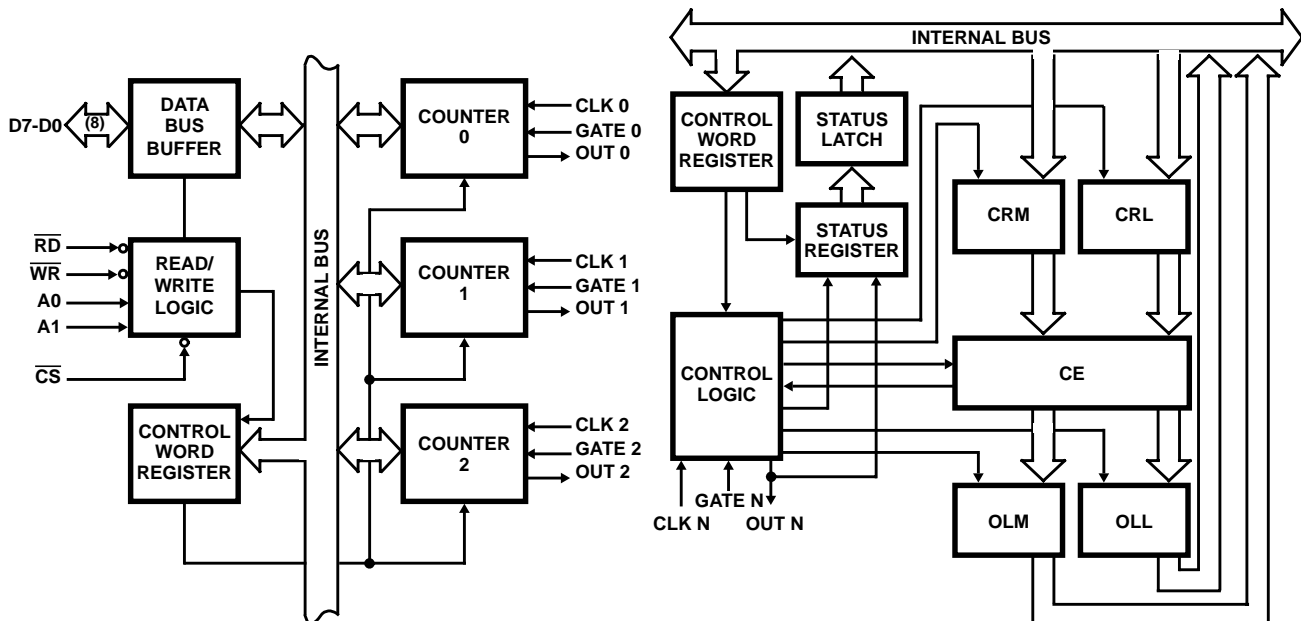 D7-D0
(8)
DATA
BUS
BUFFER
RD
WR
A0
A1
CS
READ/
WRITE
LOGIC
CONTROL
WORD
REGISTER
INTERNAL BUS
COUNTER
0
CLK 0
GATE 0
OUT 0
COUNTER
1
CLK 1
GATE 1
OUT 1
COUNTER
2
CLK 2
GATE 2
OUT 2
INTERNAL BUS
CONTROL
WORD
REGISTER
STATUS
LATCH
STATUS
REGISTER
CRM
CRL
CONTROL
LOGIC
CE
GATE N
CLK N
OUT N
OLM
OLL